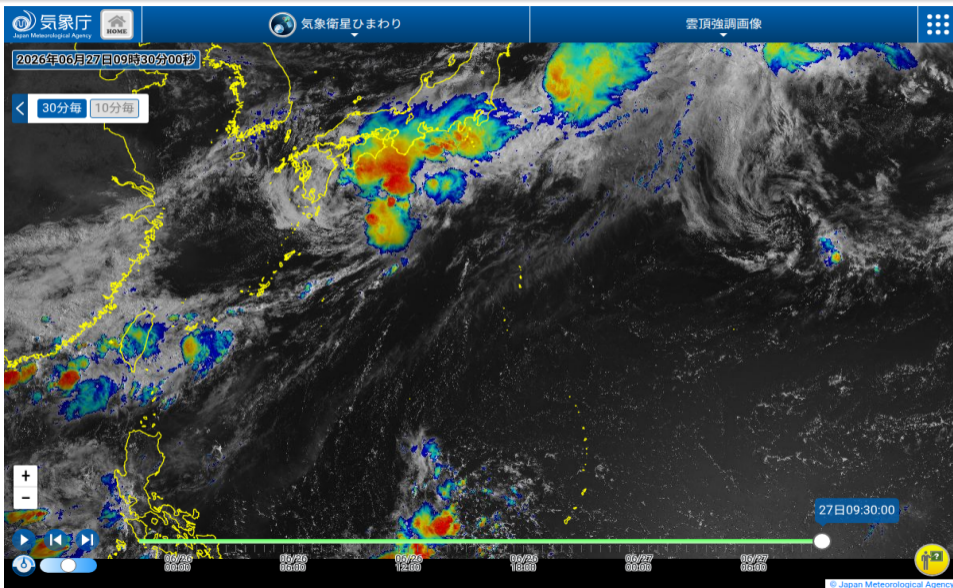 気象庁
Japan Meteorological Agency
HOME
気象衛星ひまわり
雲頂強調画像
2026年06月27日09時30分00秒
30分毎
10分毎
+
−
27日09:30:00
06/26
00:00
06/26
06:00
06/26
12:00
06/26
18:00
06/27
00:00
06/27
06:00
© Japan Meteorological Agency